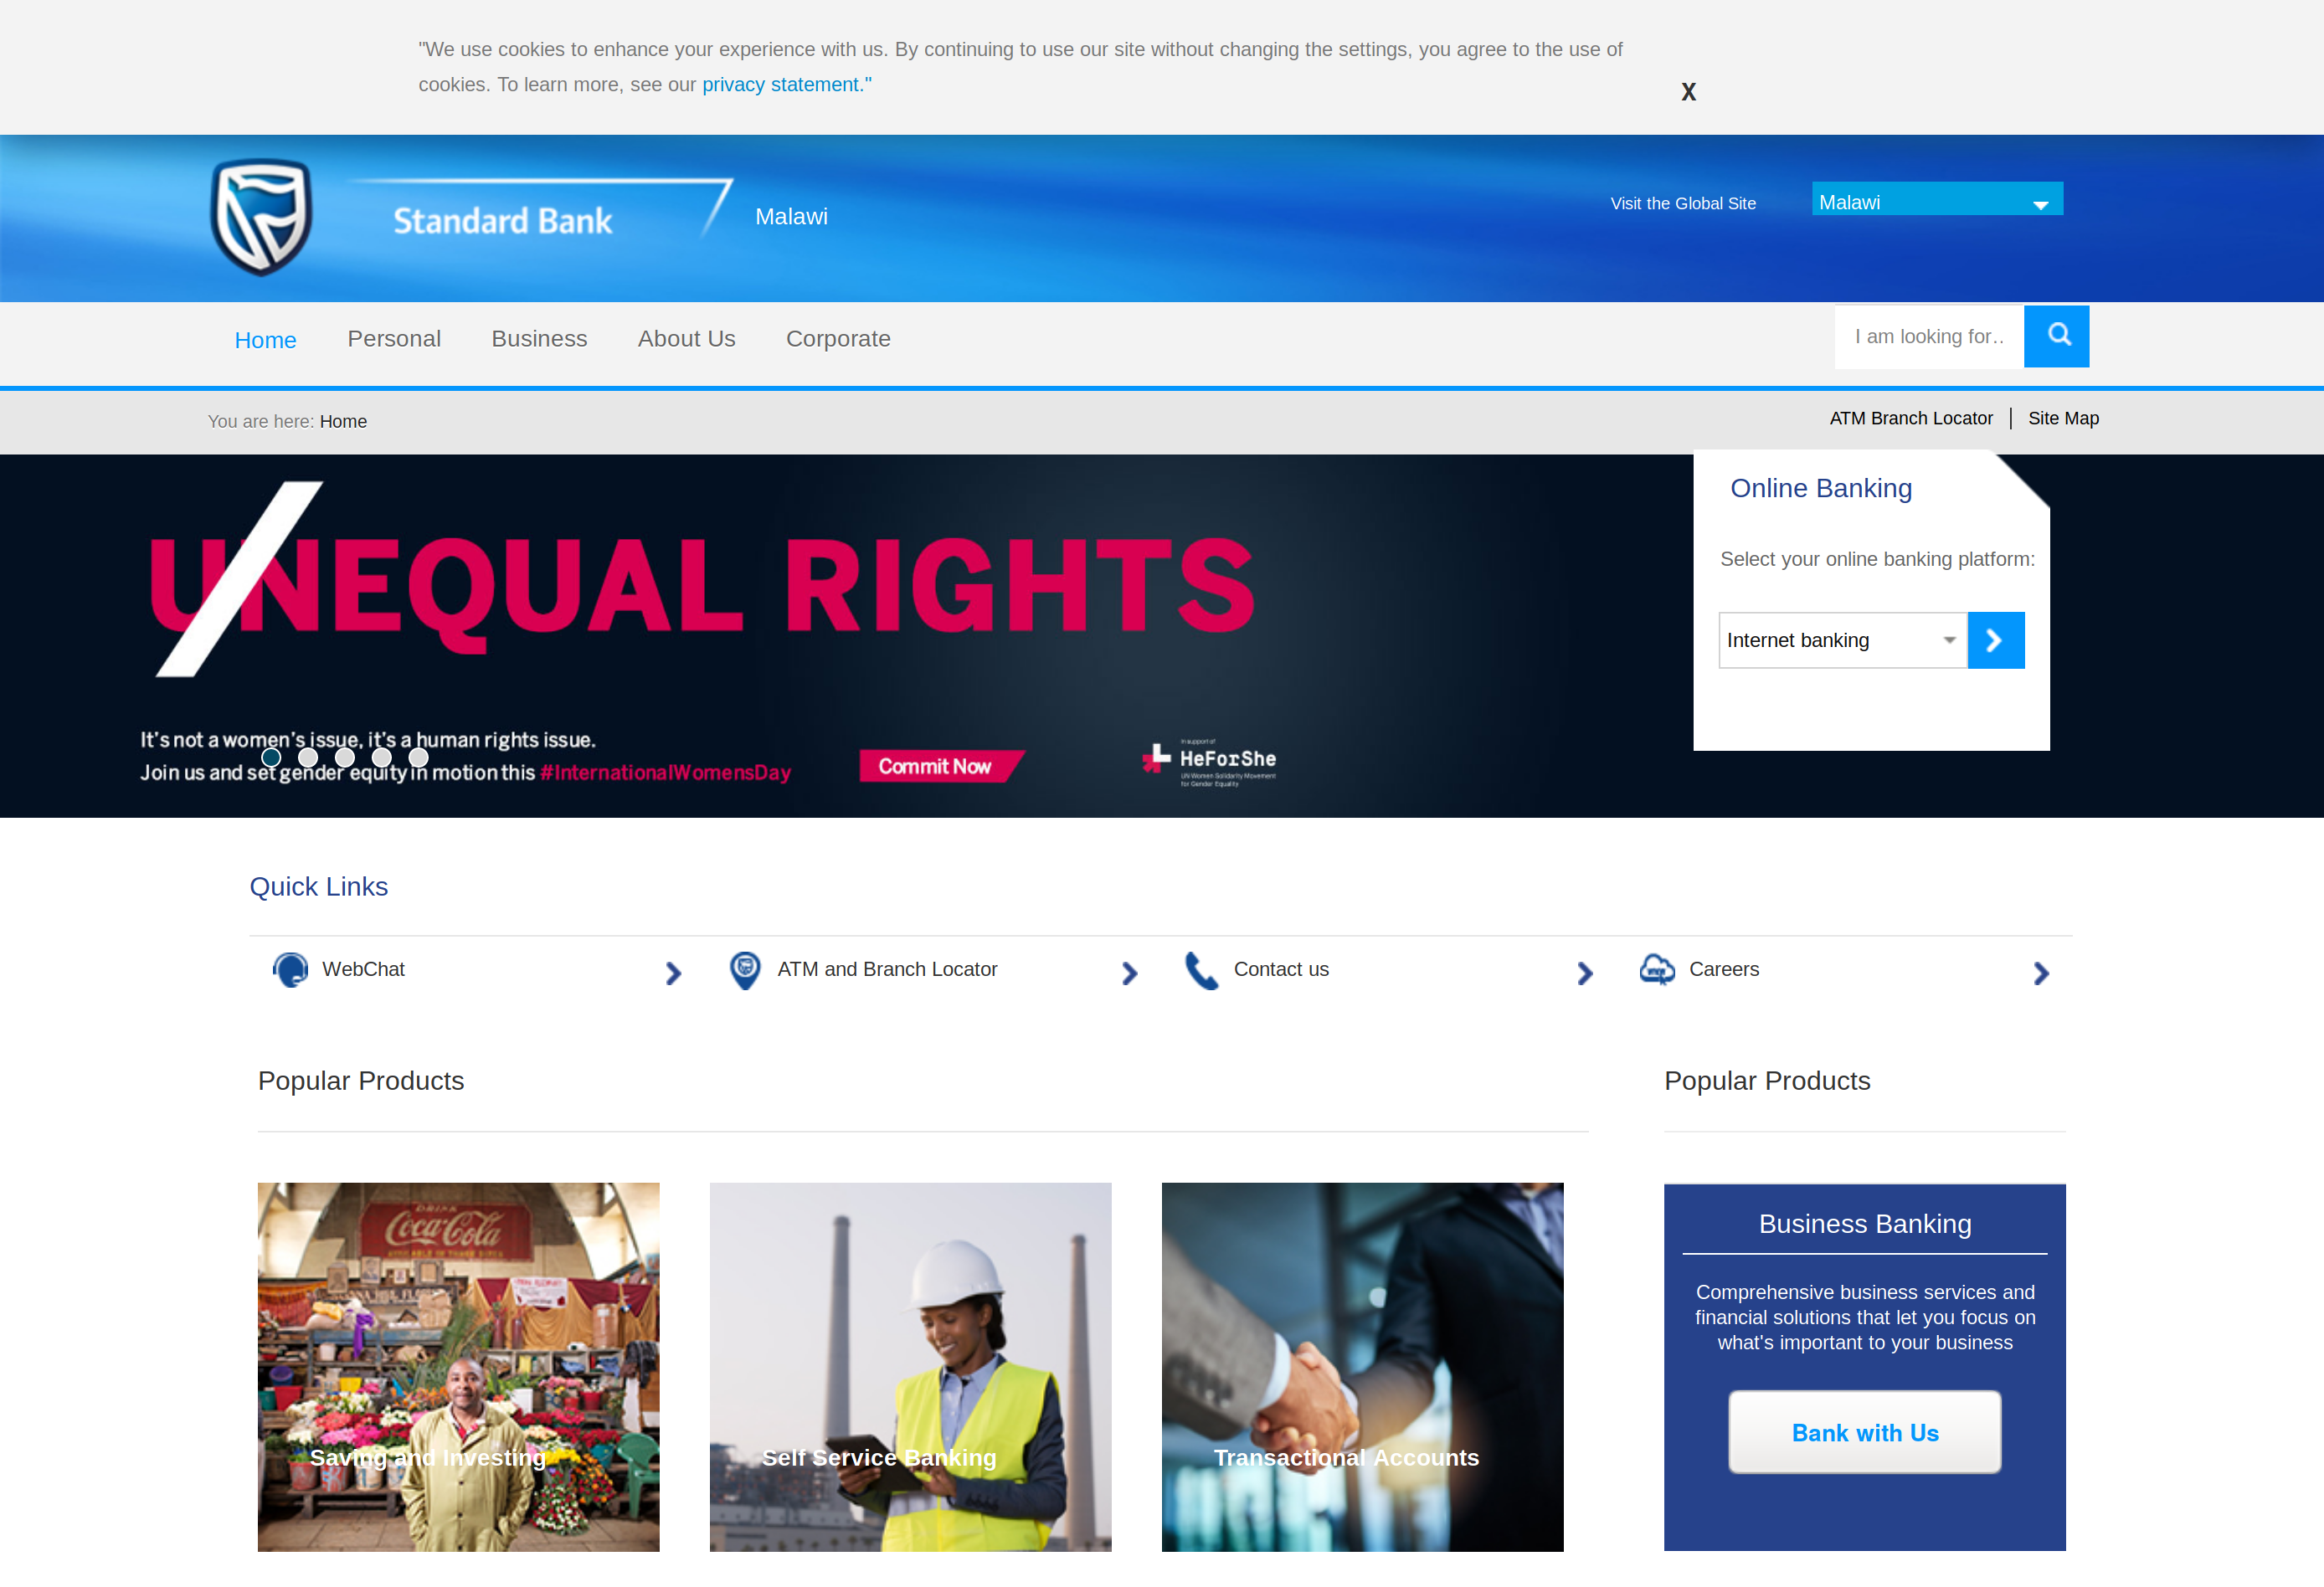 "We use cookies to enhance your experience with us. By continuing to use our site without changing the settings, you agree to the use of
cookies. To learn more, see our privacy statement."
X
Standard Bank
Malawi
Visit the Global Site
Malawi
Home
Personal
Business
About Us
Corporate
I am looking for..
You are here: Home
ATM Branch Locator
Site Map
UNEQUAL RIGHTS
Online Banking
Select your online banking platform:
Internet banking
It's not a women's issue, it's a human rights issue.
Join us and set gender equity in motion this #InternationalWomensDay
Commit Now
In support of
HeForShe
UN Women Solidarity Movement
for Gender Equality
Quick Links
WebChat
ATM and Branch Locator
Contact us
Careers
Popular Products
Popular Products
DRINK
Coca-Cola
Saving and Investing
Self Service Banking
Transactional Accounts
Business Banking
Comprehensive business services and
financial solutions that let you focus on
what's important to your business
Bank with Us